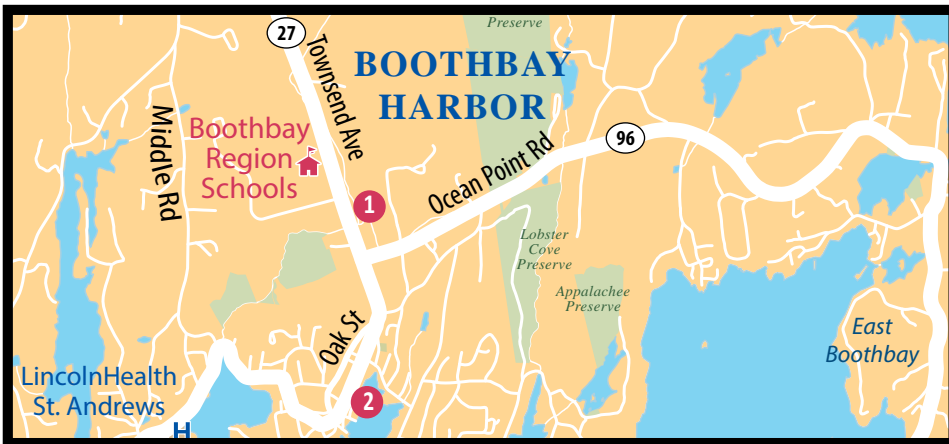 Preserve
27
Townsend Ave
BOOTHBAY
HARBOR
Middle Rd
Boothbay
Region
Schools
96
Ocean Point Rd
1
Lobster
Cove
Preserve
Appalachee
Preserve
Oak St
East
Boothbay
LincolnHealth
St. Andrews
2
H